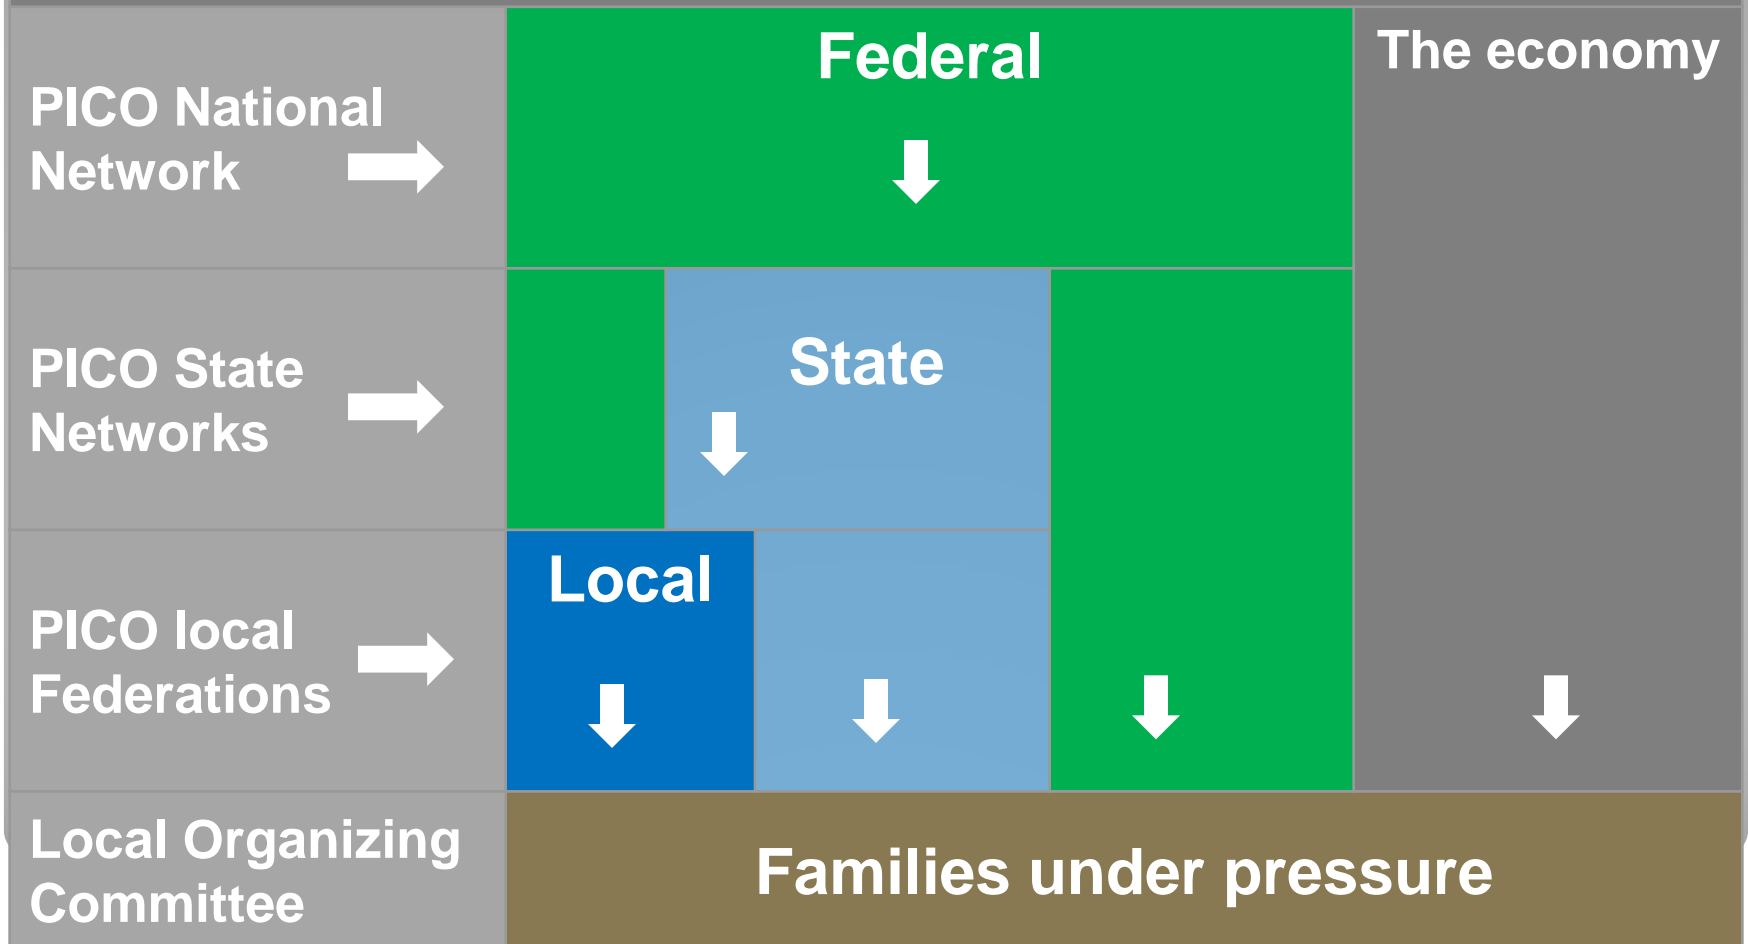 PICO National
Network
Federal
The economy
PICO State
Networks
State
PICO local
Federations
Local
Local Organizing
Committee
Families under pressure